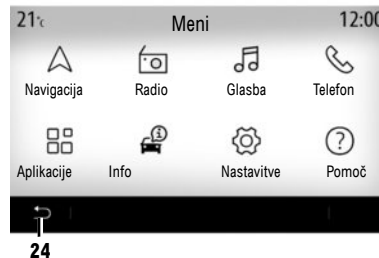 21°c Meni 12:00
Navigacija Radio Glasba Telefon
Aplikacije Info Nastavitve Pomoč
24